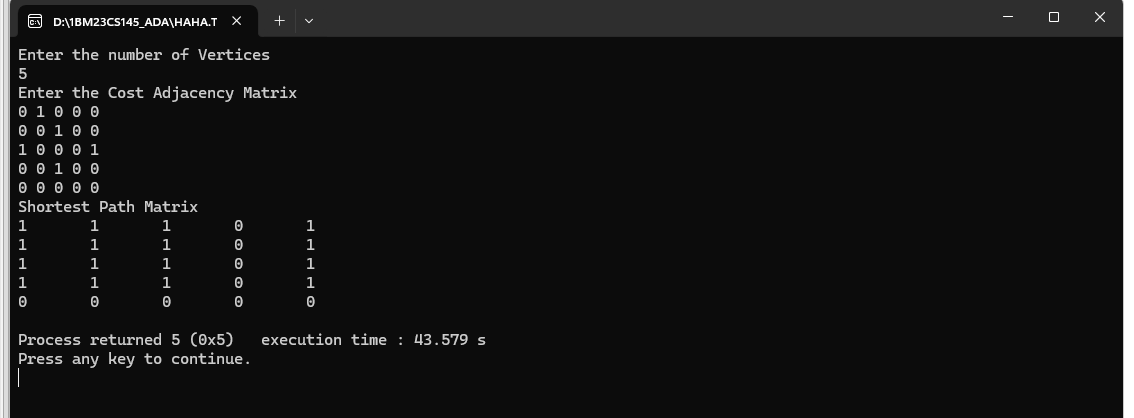 D:\1BM23CS145_ADA\HAHA.T
Enter the number of Vertices
5
Enter the Cost Adjacency Matrix
0 1 0 0 0
0 0 1 0 0
1 0 0 0 1
0 0 1 0 0
0 0 0 0 0
Shortest Path Matrix
1 1 1 0 1
1 1 1 0 1
1 1 1 0 1
1 1 1 0 1
0 0 0 0 0
Process returned 5 (0x5) execution time : 43.579 s
Press any key to continue.